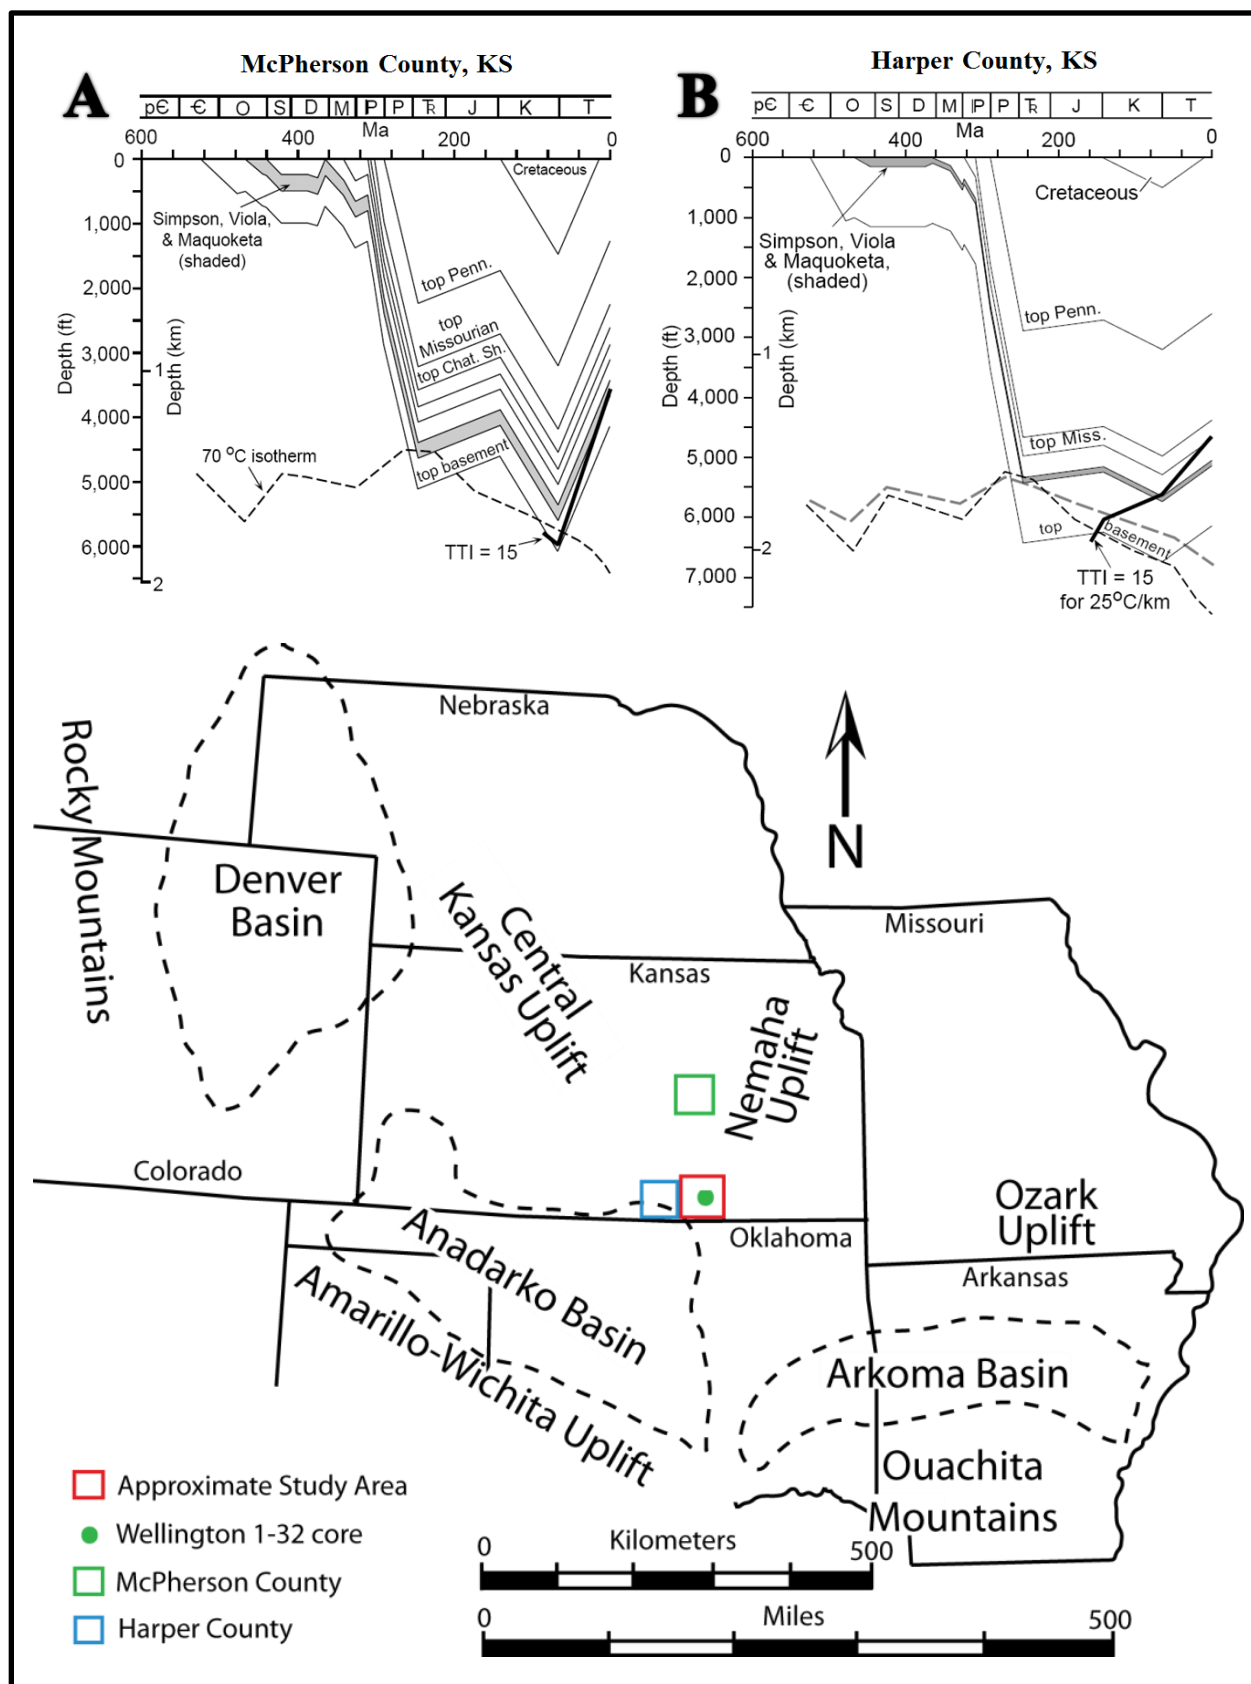 McPherson County, KS
A
pЄ Є O S D M ℙ P Ꞧ J K T
Ma
600 400 200 0
0
1,000
2,000
3,000
4,000
5,000
6,000
Depth (ft)
1
2
Depth (km)
Cretaceous
Simpson, Viola,
& Maquoketa
(shaded)
top Penn.
top
Missourian
top Chat. Sh.
70 °C isotherm
top basement
TTI = 15
Harper County, KS
B
pЄ Є O S D M ℙ P Ꞧ J K T
Ma
600 400 200 0
0
1,000
2,000
3,000
4,000
5,000
6,000
7,000
Depth (ft)
1
2
Depth (km)
Cretaceous
Simpson, Viola
& Maquoketa,
(shaded)
top Penn.
top Miss.
top basement
TTI = 15
for 25°C/km
Nebraska
Rocky Mountains
N
Denver
Basin
Central
Kansas Uplift
Missouri
Kansas
Nemaha
Uplift
Colorado
Ozark
Uplift
Oklahoma
Anadarko Basin
Arkansas
Amarillo-Wichita Uplift
Arkoma Basin
Ouachita
Mountains
Approximate Study Area
Wellington 1-32 core
McPherson County
Harper County
0 Kilometers 500
0 Miles 500